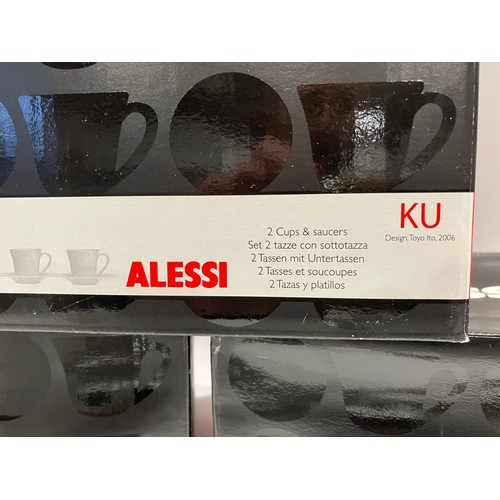 KU
Design: Toyo Ito, 2006
2 Cups & saucers
Set 2 tazze con sottotazza
2 Tassen mit Untertassen
2 Tasses et soucoupes
2 Tazas y platillos
ALESSI